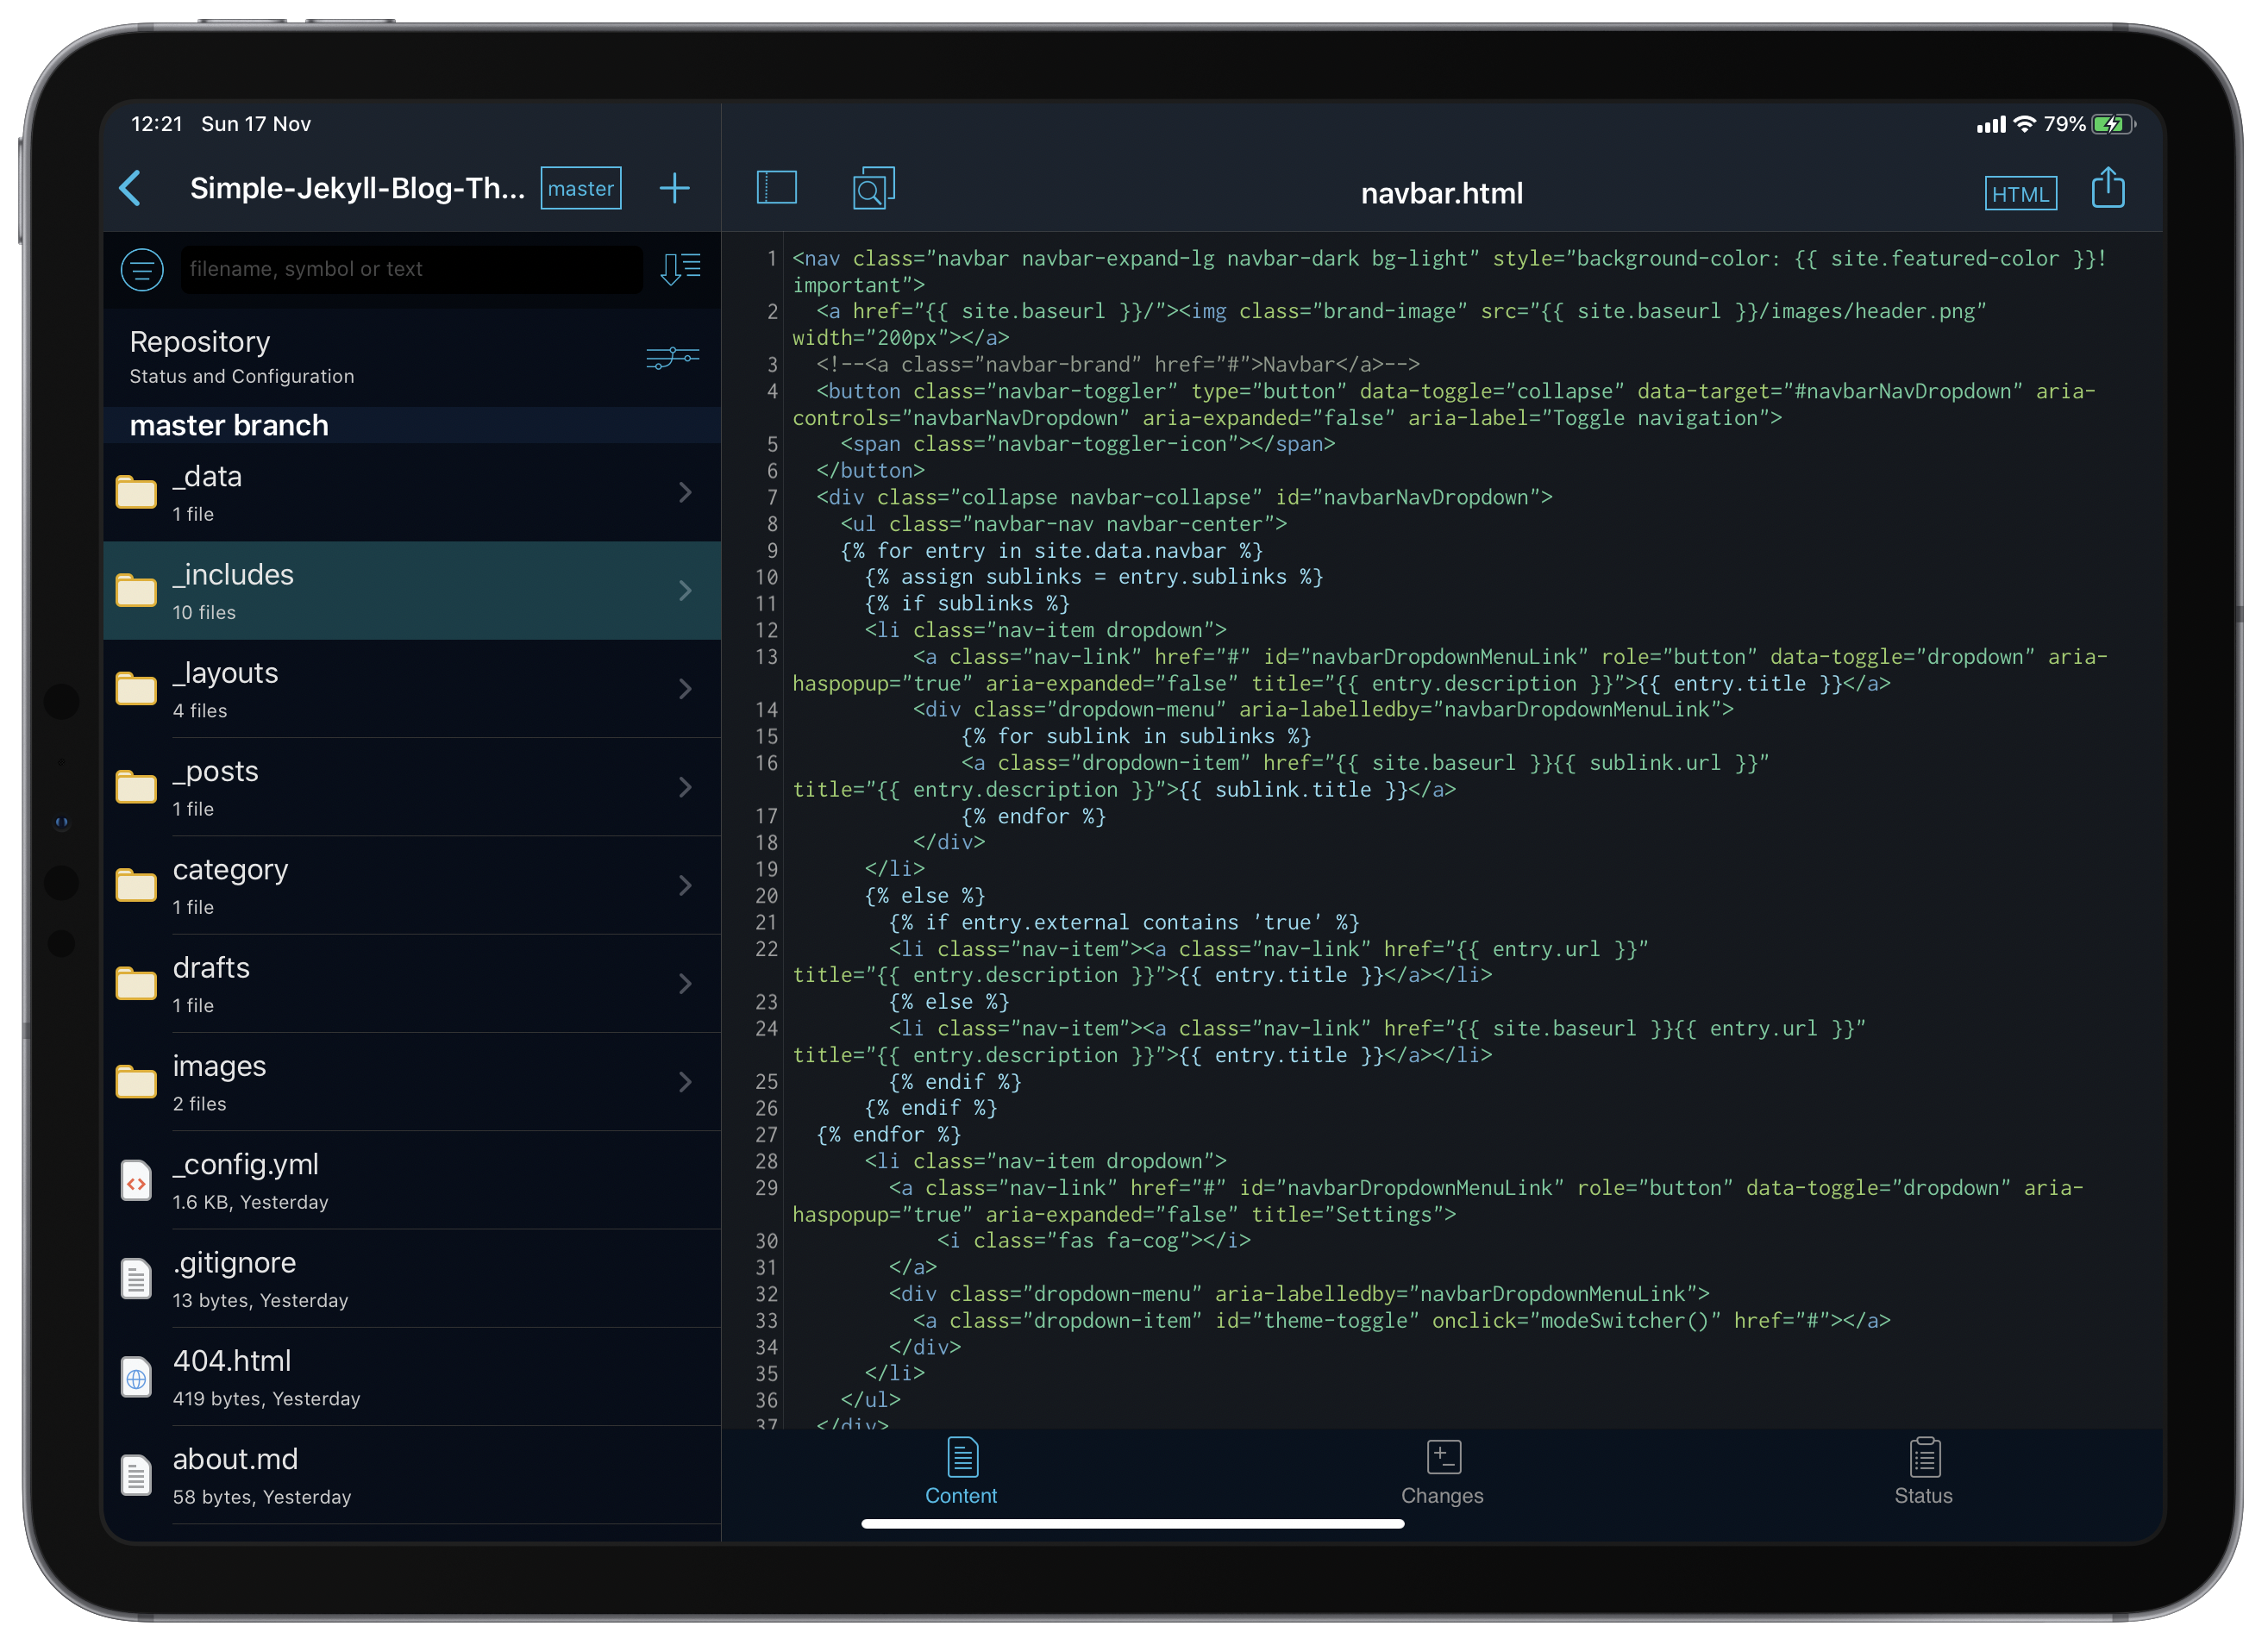 12:21 Sun 17 Nov
79%
Simple-Jekyll-Blog-Th...
master
filename, symbol or text
Repository
Status and Configuration
master branch
_data
1 file
_includes
10 files
_layouts
4 files
_posts
1 file
category
1 file
drafts
1 file
images
2 files
_config.yml
1.6 KB, Yesterday
.gitignore
13 bytes, Yesterday
404.html
419 bytes, Yesterday
about.md
58 bytes, Yesterday
navbar.html
HTML
1 <nav class="navbar navbar-expand-lg navbar-dark bg-light" style="background-color: {{ site.featured-color }}!
important">
2   <a href="{{ site.baseurl }}/"><img class="brand-image" src="{{ site.baseurl }}/images/header.png"
width="200px"></a>
3   <!--<a class="navbar-brand" href="#">Navbar</a>-->
4   <button class="navbar-toggler" type="button" data-toggle="collapse" data-target="#navbarNavDropdown" aria-
controls="navbarNavDropdown" aria-expanded="false" aria-label="Toggle navigation">
5     <span class="navbar-toggler-icon"></span>
6   </button>
7   <div class="collapse navbar-collapse" id="navbarNavDropdown">
8     <ul class="navbar-nav navbar-center">
9     {% for entry in site.data.navbar %}
10       {% assign sublinks = entry.sublinks %}
11       {% if sublinks %}
12       <li class="nav-item dropdown">
13           <a class="nav-link" href="#" id="navbarDropdownMenuLink" role="button" data-toggle="dropdown" aria-
haspopup="true" aria-expanded="false" title="{{ entry.description }}">{{ entry.title }}</a>
14           <div class="dropdown-menu" aria-labelledby="navbarDropdownMenuLink">
15               {% for sublink in sublinks %}
16               <a class="dropdown-item" href="{{ site.baseurl }}{{ sublink.url }}"
title="{{ entry.description }}">{{ sublink.title }}</a>
17               {% endfor %}
18           </div>
19       </li>
20       {% else %}
21         {% if entry.external contains 'true' %}
22         <li class="nav-item"><a class="nav-link" href="{{ entry.url }}"
title="{{ entry.description }}">{{ entry.title }}</a></li>
23         {% else %}
24         <li class="nav-item"><a class="nav-link" href="{{ site.baseurl }}{{ entry.url }}"
title="{{ entry.description }}">{{ entry.title }}</a></li>
25         {% endif %}
26       {% endif %}
27   {% endfor %}
28       <li class="nav-item dropdown">
29         <a class="nav-link" href="#" id="navbarDropdownMenuLink" role="button" data-toggle="dropdown" aria-
haspopup="true" aria-expanded="false" title="Settings">
30             <i class="fas fa-cog"></i>
31         </a>
32         <div class="dropdown-menu" aria-labelledby="navbarDropdownMenuLink">
33           <a class="dropdown-item" id="theme-toggle" onclick="modeSwitcher()" href="#"></a>
34         </div>
35       </li>
36     </ul>
37   </div>
Content
Changes
Status